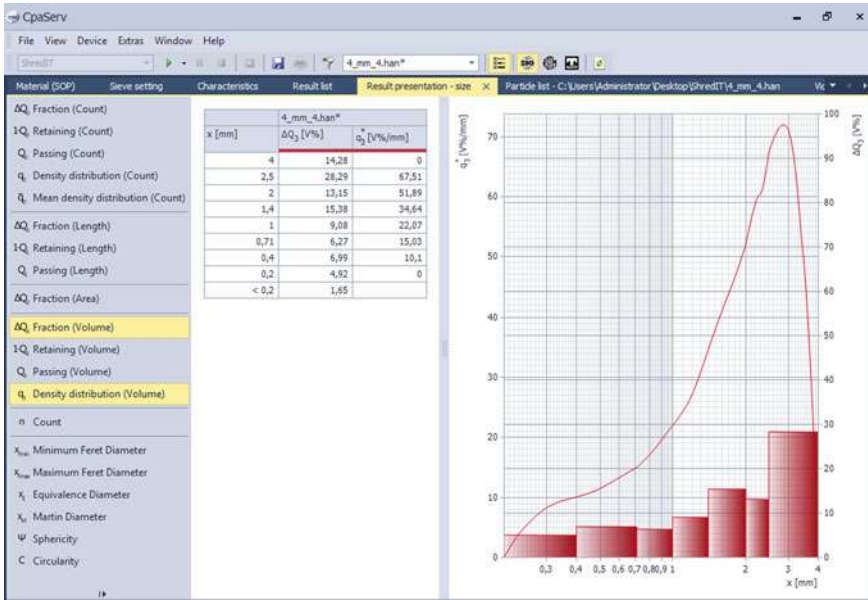 CpaServ
File View Device Extras Window Help
ShredIT 4_mm_4.han*
Material (SOP) Sieve setting Characteristics Result list Result presentation - size × Particle list - C:\Users\Administrator\Desktop\ShredIT\4_mm_4.han
ΔQ, Fraction (Count)
1-Q, Retaining (Count)
Q, Passing (Count)
q, Density distribution (Count)
q̄, Mean density distribution (Count)
ΔQ, Fraction (Length)
1-Q, Retaining (Length)
Q, Passing (Length)
ΔQ, Fraction (Area)
ΔQ, Fraction (Volume)
1-Q, Retaining (Volume)
Q, Passing (Volume)
q, Density distribution (Volume)
n Count
Minimum Feret Diameter
Maximum Feret Diameter
Equivalence Diameter
Martin Diameter
Ψ Sphericity
C Circularity
4_mm_4.han*
x [mm] ΔQ3 [V%] q3* [V%/mm]
4 14,28 0
2,5 28,29 67,51
2 13,15 51,89
1,4 15,38 34,64
1 9,08 22,07
0,71 6,27 15,03
0,4 6,99 10,1
0,2 4,92 0
< 0,2 1,65
q3* [V%/mm]
70
60
50
40
30
20
10
0
ΔQ3 [V%]
100
90
80
70
60
50
40
30
20
10
0
0,3 0,4 0,5 0,6 0,7 0,8 0,9 1 2 3 4
x [mm]